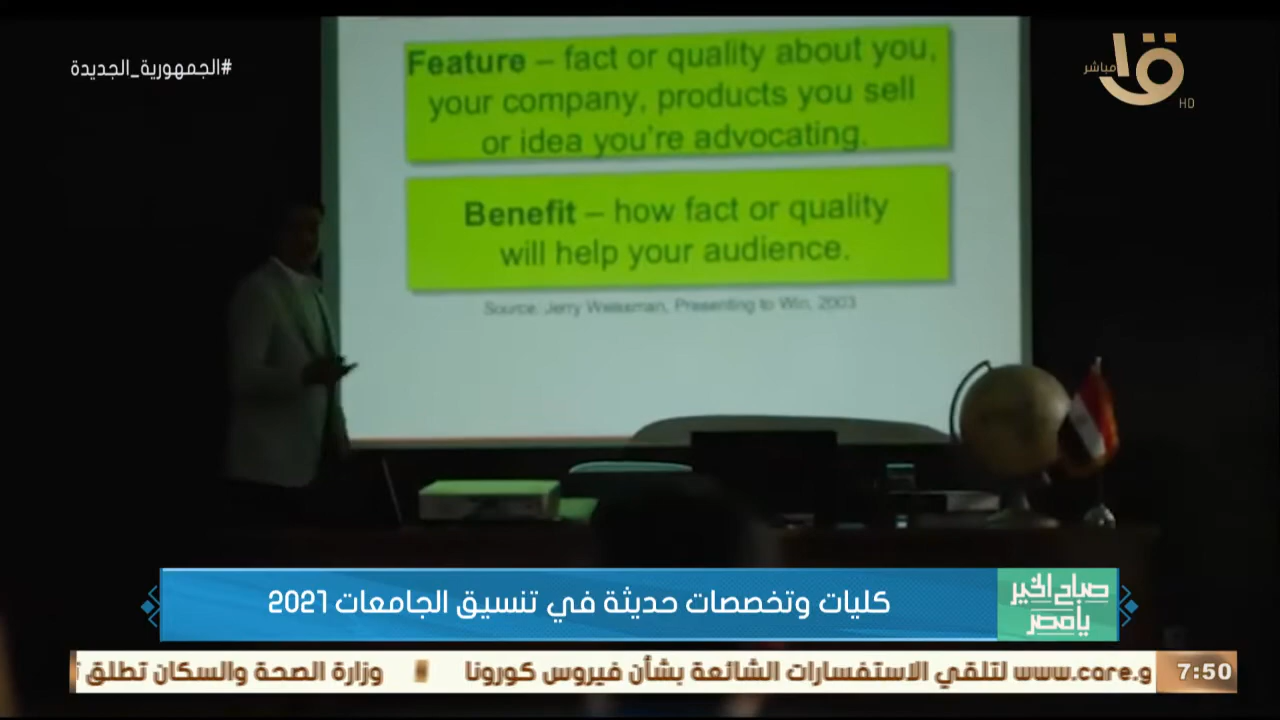 #الجمهورية_الجديدة
مباشر
HD
Feature – fact or quality about you,
your company, products you sell
or idea you're advocating.
Benefit – how fact or quality
will help your audience.
Source: Jerry Weissman, Presenting to Win, 2003
كليات وتخصصات حديثة في تنسيق الجامعات 2021
صباح الخير
يا مصر
www.care.g لتلقي الاستفسارات الشائعة بشأن فيروس كورونا
وزارة الصحة والسكان تطلق
7:50